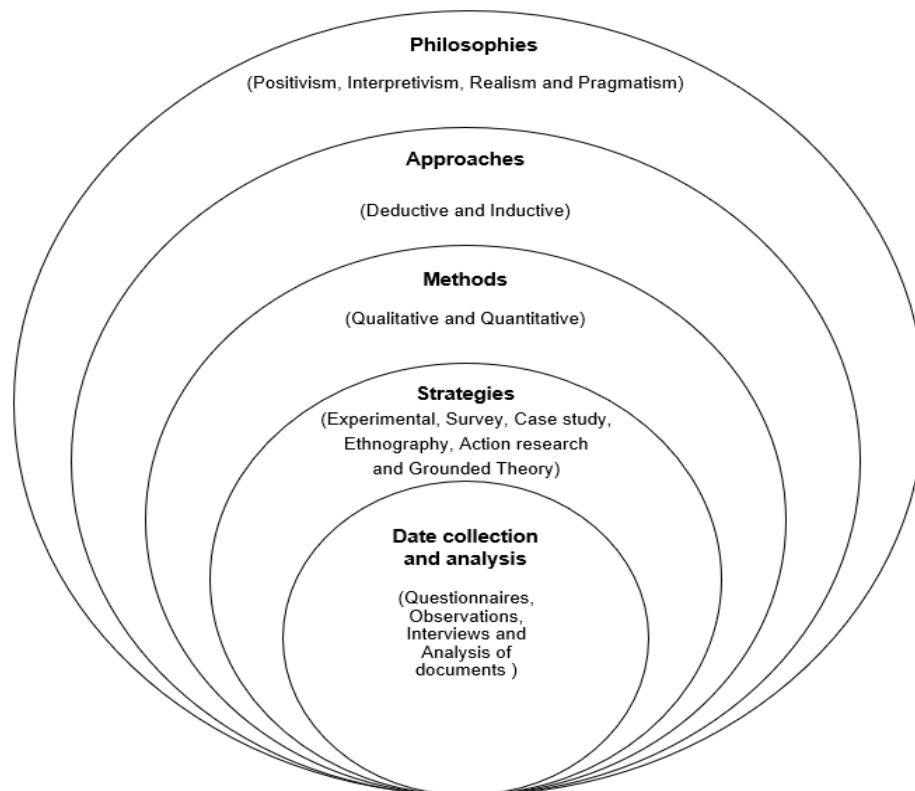 Philosophies
(Positivism, Interpretivism, Realism and Pragmatism)
Approaches
(Deductive and Inductive)
Methods
(Qualitative and Quantitative)
Strategies
(Experimental, Survey, Case study,
Ethnography, Action research
and Grounded Theory)
Date collection
and analysis
(Questionnaires,
Observations,
Interviews and
Analysis of
documents )